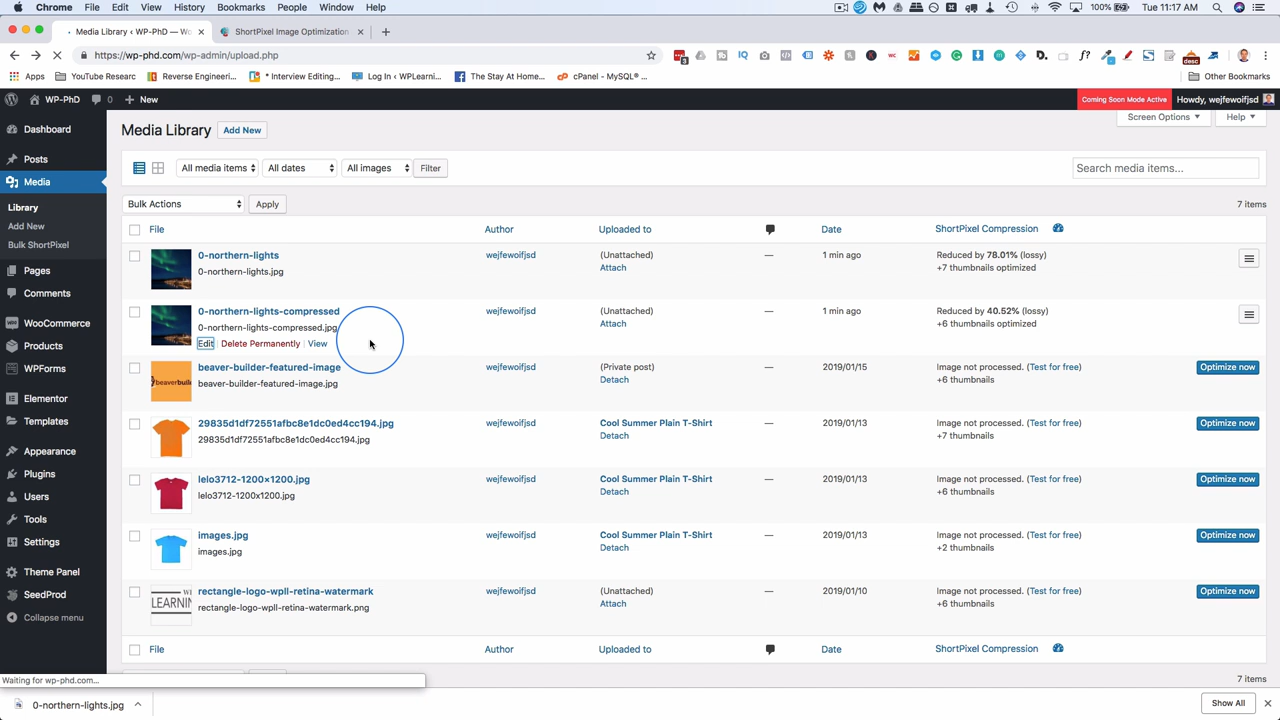 Chrome File Edit View History Bookmarks People Window Help 100% Tue 11:17 AM
Media Library ‹ WP-PhD — Wo ShortPixel Image Optimization
https://wp-phd.com/wp-admin/upload.php
Apps YouTube Researc Reverse Engineeri... * Interview Editing... Log In ‹ WPLearni... The Stay At Home... cPanel - MySQL® ... Other Bookmarks
WP-PhD 0 New Coming Soon Mode Active Howdy, wejfewoifjsd
Screen Options Help
Media Library Add New
All media items All dates All images Filter Search media items...
Bulk Actions Apply 7 items
File Author Uploaded to Date ShortPixel Compression
0-northern-lights wejfewoifjsd (Unattached) — 1 min ago Reduced by 78.01% (lossy)
0-northern-lights.jpg Attach +7 thumbnails optimized
0-northern-lights-compressed wejfewoifjsd (Unattached) — 1 min ago Reduced by 40.52% (lossy)
0-northern-lights-compressed.jpg Attach +6 thumbnails optimized
Edit | Delete Permanently | View
beaver-builder-featured-image wejfewoifjsd (Private post) — 2019/01/15 Image not processed. (Test for free) Optimize now
beaver-builder-featured-image.jpg Detach +6 thumbnails
29835d1df72551afbc8e1dc0ed4cc194.jpg wejfewoifjsd Cool Summer Plain T-Shirt — 2019/01/13 Image not processed. (Test for free) Optimize now
29835d1df72551afbc8e1dc0ed4cc194.jpg Detach +7 thumbnails
lelo3712-1200×1200.jpg wejfewoifjsd Cool Summer Plain T-Shirt — 2019/01/13 Image not processed. (Test for free) Optimize now
lelo3712-1200x1200.jpg Detach +6 thumbnails
images.jpg wejfewoifjsd Cool Summer Plain T-Shirt — 2019/01/13 Image not processed. (Test for free) Optimize now
images.jpg Detach +2 thumbnails
rectangle-logo-wpll-retina-watermark wejfewoifjsd (Unattached) — 2019/01/10 Image not processed. (Test for free) Optimize now
rectangle-logo-wpll-retina-watermark.png Attach +6 thumbnails
File Author Uploaded to Date ShortPixel Compression
7 items
Dashboard
Posts
Media
Library
Add New
Bulk ShortPixel
Pages
Comments
WooCommerce
Products
WPForms
Elementor
Templates
Appearance
Plugins
Users
Tools
Settings
Theme Panel
SeedProd
Collapse menu
Waiting for wp-phd.com...
0-northern-lights.jpg Show All